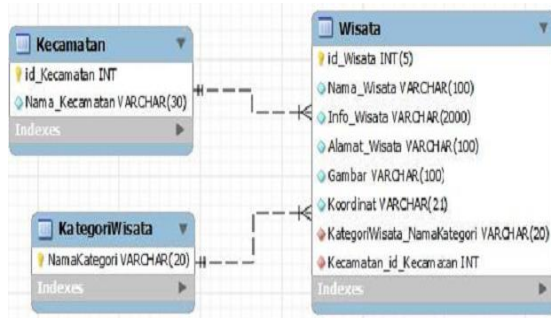 Kecamatan
id_Kecamatan INT
Nama_Kecamatan VARCHAR(30)
Indexes
KategoriWisata
NamaKategori VARCHAR(20)
Indexes
Wisata
id_Wisata INT(5)
Nama_Wisata VARCHAR(100)
Info_Wisata VARCHAR(2000)
Alamat_Wisata VARCHAR(100)
Gambar VARCHAR(100)
Koordinat VARCHAR(21)
KategoriWisata_NamaKategori VARCHAR(20)
Kecamatan_id_Kecamatan INT
Indexes